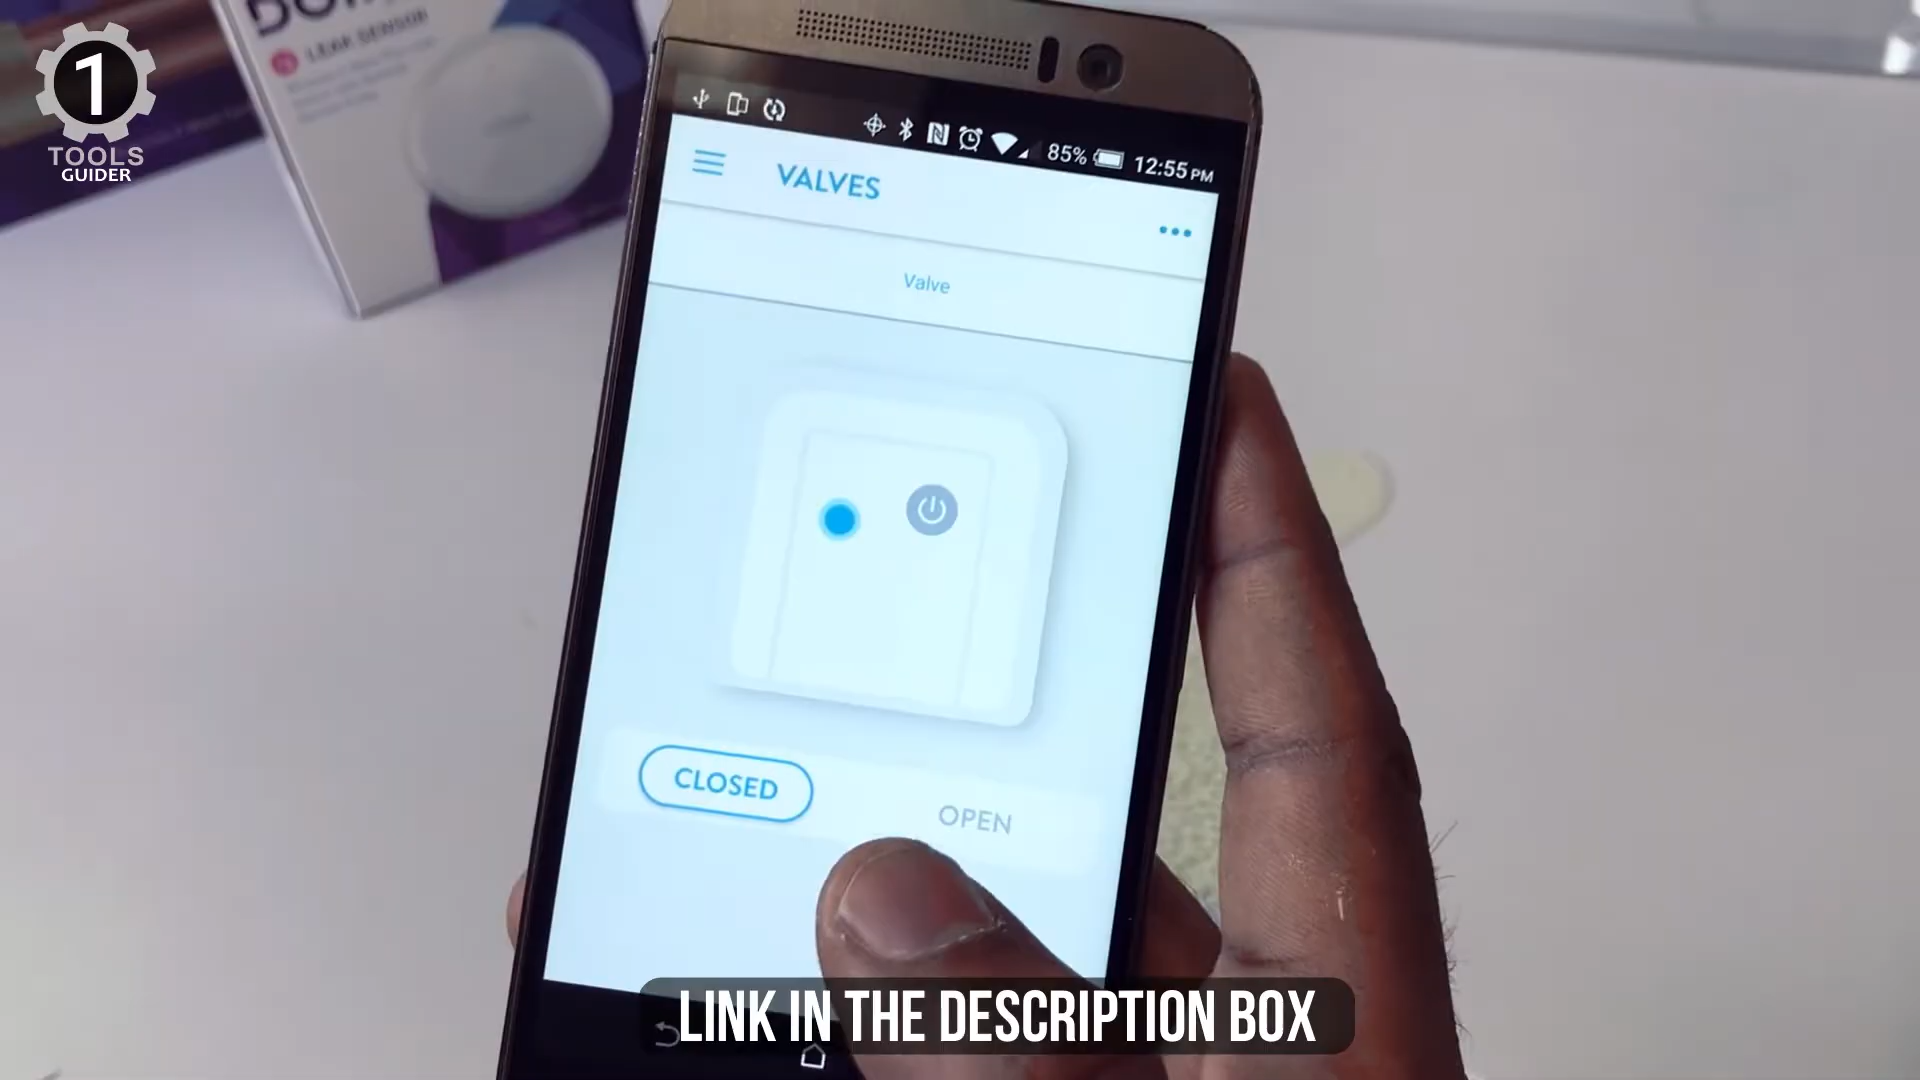 1
TOOLS
GUIDER
LEAK SENSOR
85% 12:55 PM
VALVES
Valve
CLOSED
OPEN
LINK IN THE DESCRIPTION BOX